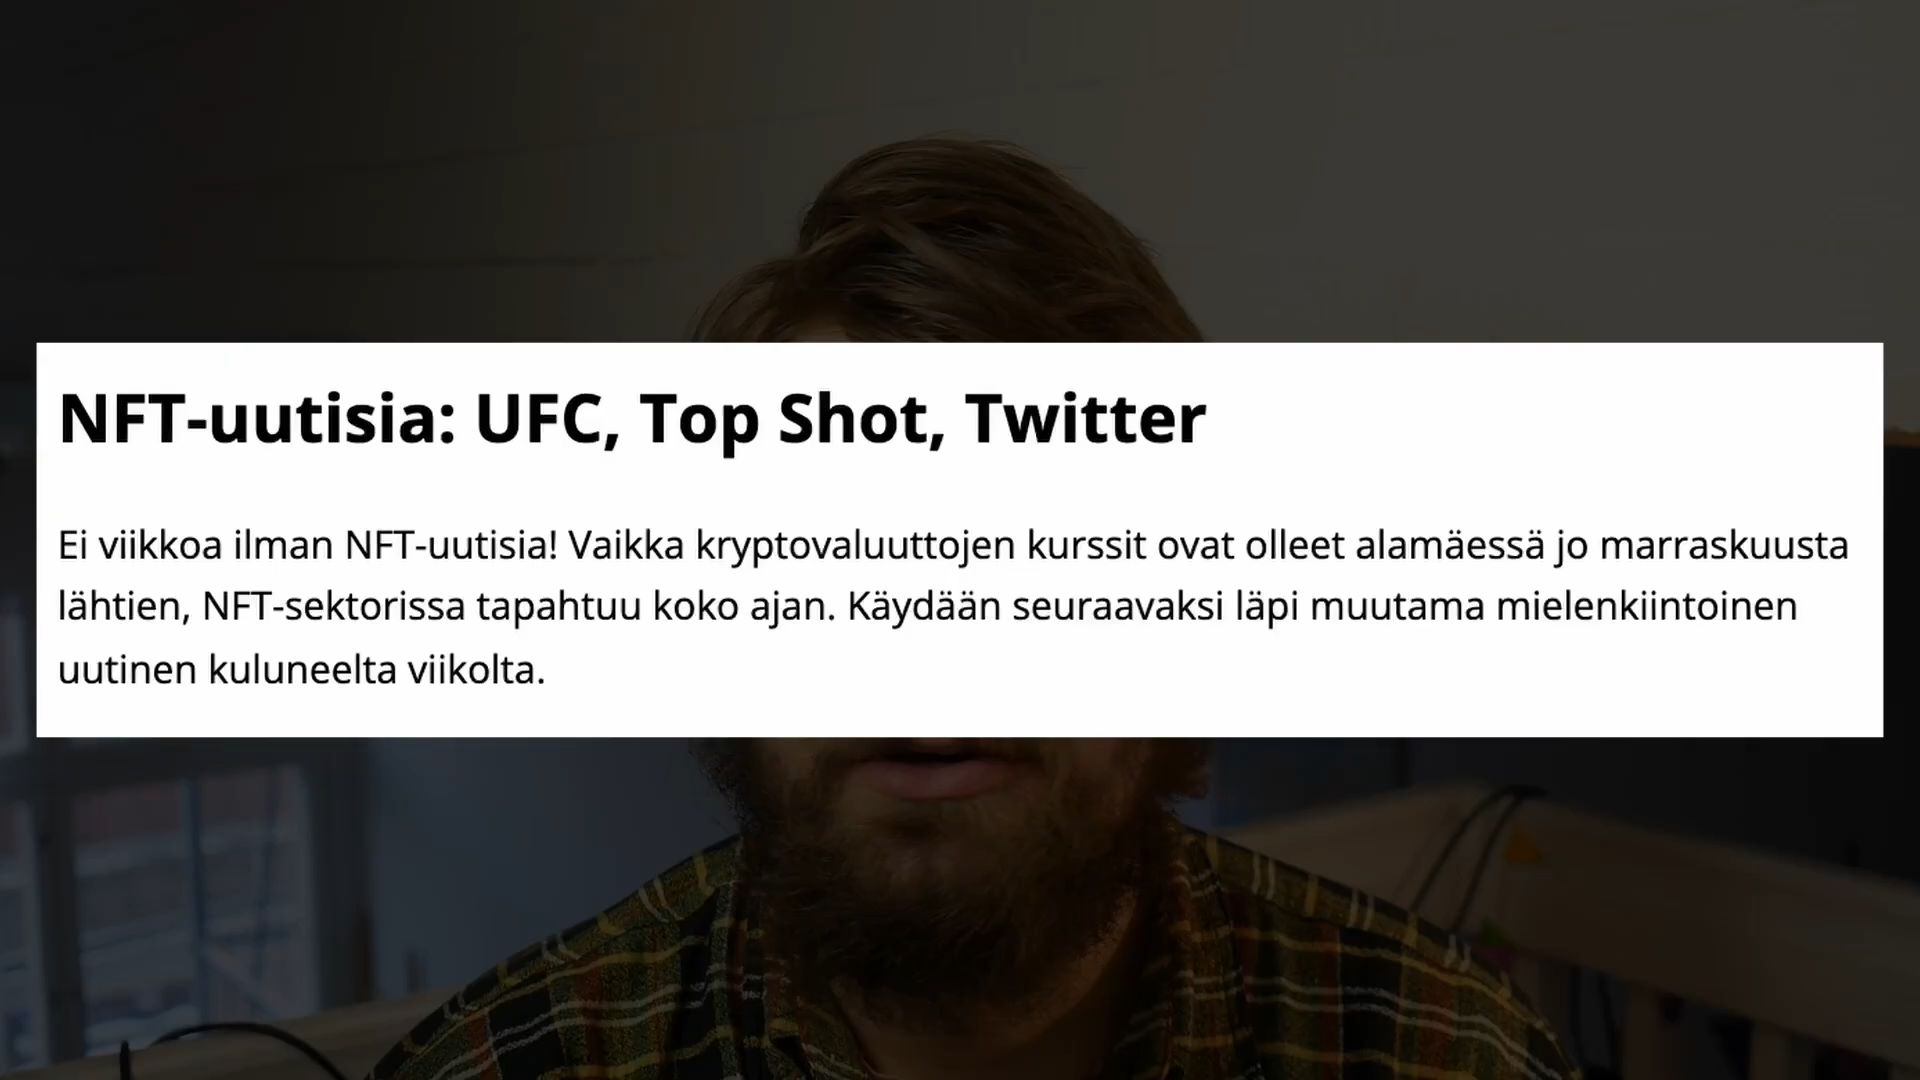 NFT-uutisia: UFC, Top Shot, Twitter
Ei viikkoa ilman NFT-uutisia! Vaikka kryptovaluuttojen kurssit ovat olleet alamäessä jo marraskuusta
lähtien, NFT-sektorissa tapahtuu koko ajan. Käydään seuraavaksi läpi muutama mielenkiintoinen
uutinen kuluneelta viikolta.